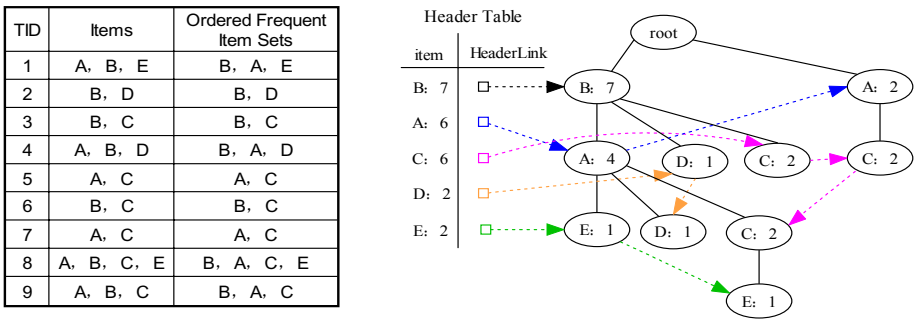 TID Items Ordered Frequent
Item Sets
1 A，B，E B，A，E
2 B，D B，D
3 B，C B，C
4 A，B，D B，A，D
5 A，C A，C
6 B，C B，C
7 A，C A，C
8 A，B，C，E B，A，C，E
9 A，B，C B，A，C
Header Table
item HeaderLink
B：7
A：6
C：6
D：2
E：2
root
B：7 A：2
A：4 D：1 C：2 C：2
E：1 D：1 C：2
E：1